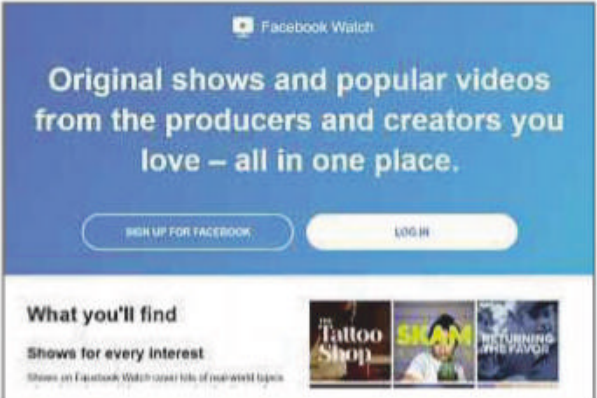 Facebook Watch
Original shows and popular videos
from the producers and creators you
love – all in one place.
SIGN UP FOR FACEBOOK
LOG IN
What you'll find
Shows for every interest
Shows on Facebook Watch cover lots of real-world topics
THE
Tattoo
Shop
SKAM
RETURNING
THE FAVOR